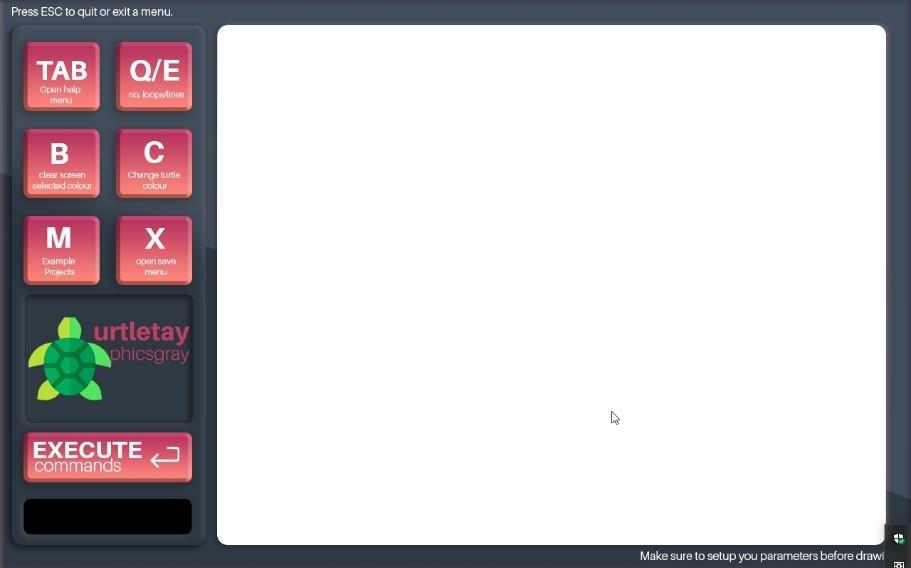 Press ESC to quit or exit a menu.
TAB
Open help
menu
Q/E
no. loops/lines
B
clear screen
selected colour
C
Change turtle
colour
M
Example
Projects
X
open save
menu
urtletay
phicsgray
EXECUTE
commands
Make sure to setup you parameters before drawi